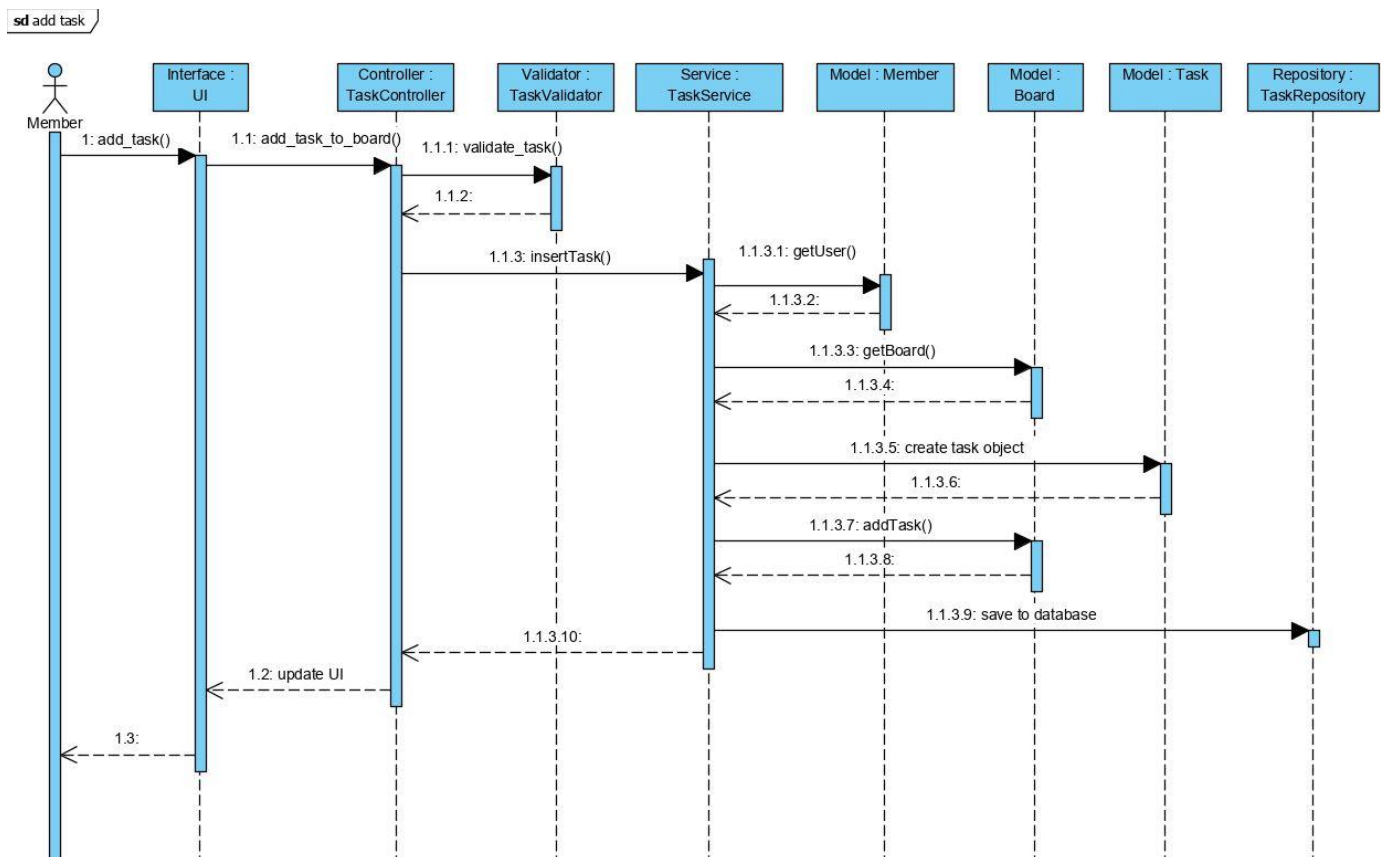 sd add task
Interface :
UI
Controller :
TaskController
Validator :
TaskValidator
Service :
TaskService
Model : Member
Model :
Board
Model : Task
Repository :
TaskRepository
Member
1: add_task()
1.1: add_task_to_board()
1.1.1: validate_task()
1.1.2:
1.1.3: insertTask()
1.1.3.1: getUser()
1.1.3.2:
1.1.3.3: getBoard()
1.1.3.4:
1.1.3.5: create task object
1.1.3.6:
1.1.3.7: addTask()
1.1.3.8:
1.1.3.9: save to database
1.1.3.10:
1.2: update UI
1.3: